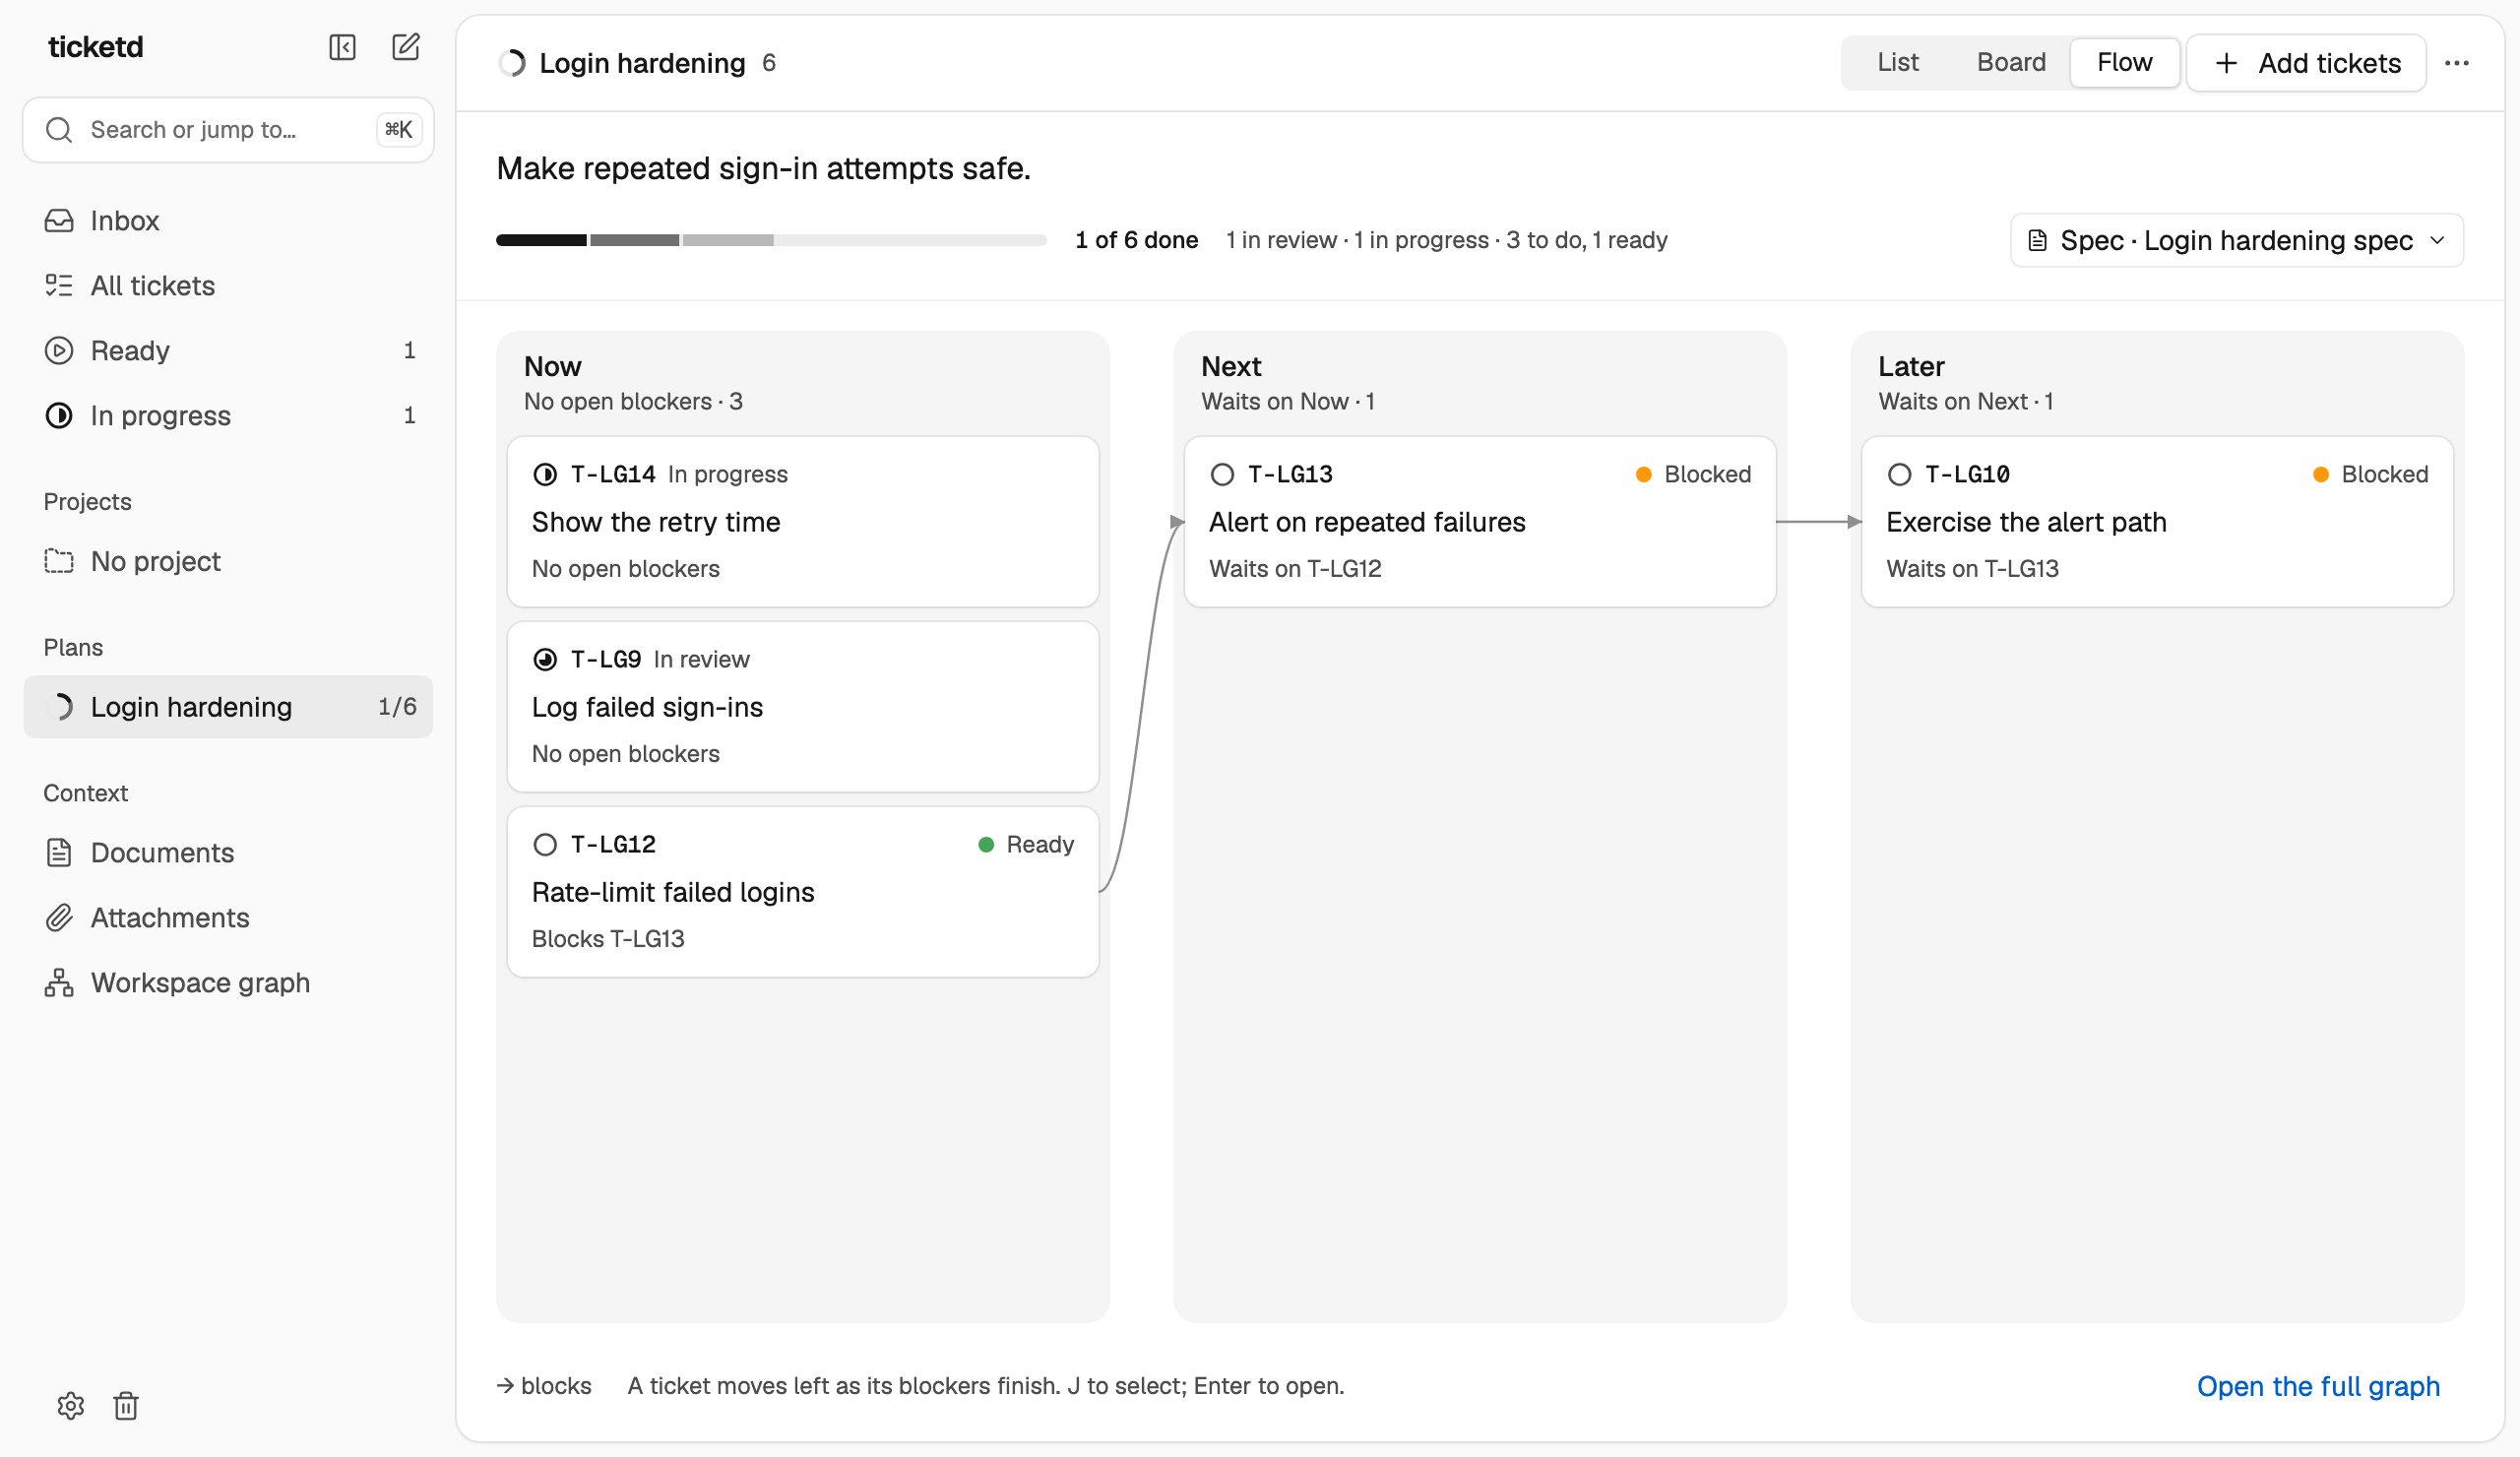 ticketd
Search or jump to...
⌘K
Inbox
All tickets
Ready 1
In progress 1
Projects
No project
Plans
Login hardening 1/6
Context
Documents
Attachments
Workspace graph
Login hardening 6
List Board Flow
+ Add tickets
Make repeated sign-in attempts safe.
1 of 6 done 1 in review · 1 in progress · 3 to do, 1 ready
Spec · Login hardening spec
Now
No open blockers · 3
T-LG14 In progress
Show the retry time
No open blockers
T-LG9 In review
Log failed sign-ins
No open blockers
T-LG12 Ready
Rate-limit failed logins
Blocks T-LG13
Next
Waits on Now · 1
T-LG13 Blocked
Alert on repeated failures
Waits on T-LG12
Later
Waits on Next · 1
T-LG10 Blocked
Exercise the alert path
Waits on T-LG13
→ blocks A ticket moves left as its blockers finish. J to select; Enter to open.
Open the full graph